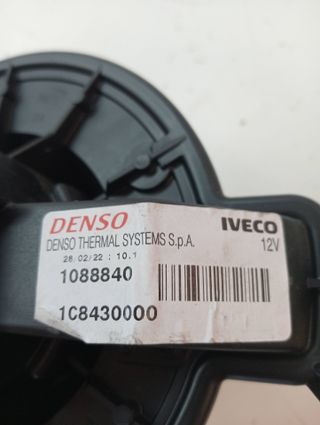 DENSO IVECO
DENSO THERMAL SYSTEMS S.p.A. 12V
28/02/22 : 10.1
1088840
1C8430000